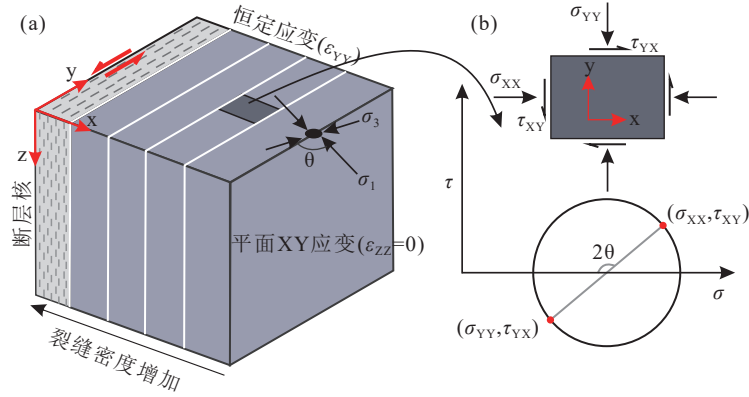 (a)
恒定应变(εYY)
y
x
z
σ3
θ
σ1
断层核
平面XY应变(εZZ=0)
裂缝密度增加
(b)
σYY
τYX
σXX
y
x
τXY
τ
(σXX,τXY)
2θ
σ
(σYY,τYX)